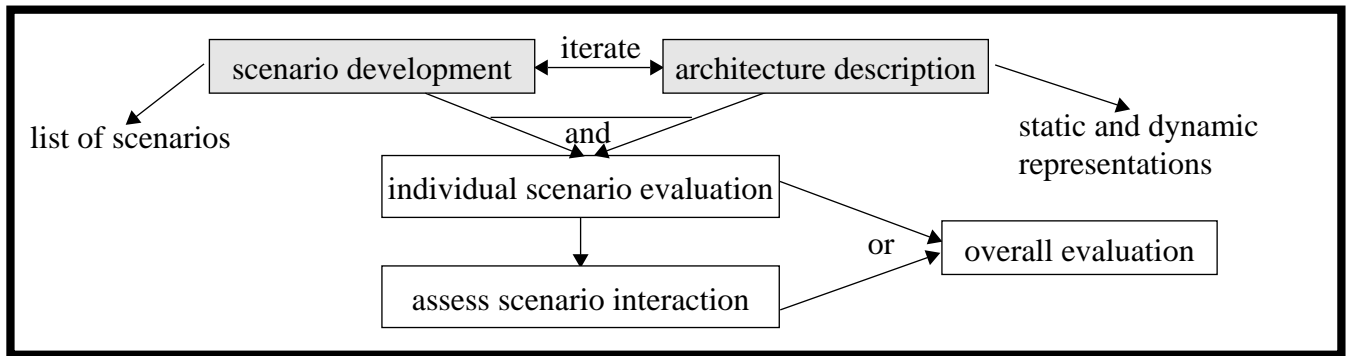 iterate
scenario development
architecture description
list of scenarios
and
static and dynamic
representations
individual scenario evaluation
or
overall evaluation
assess scenario interaction